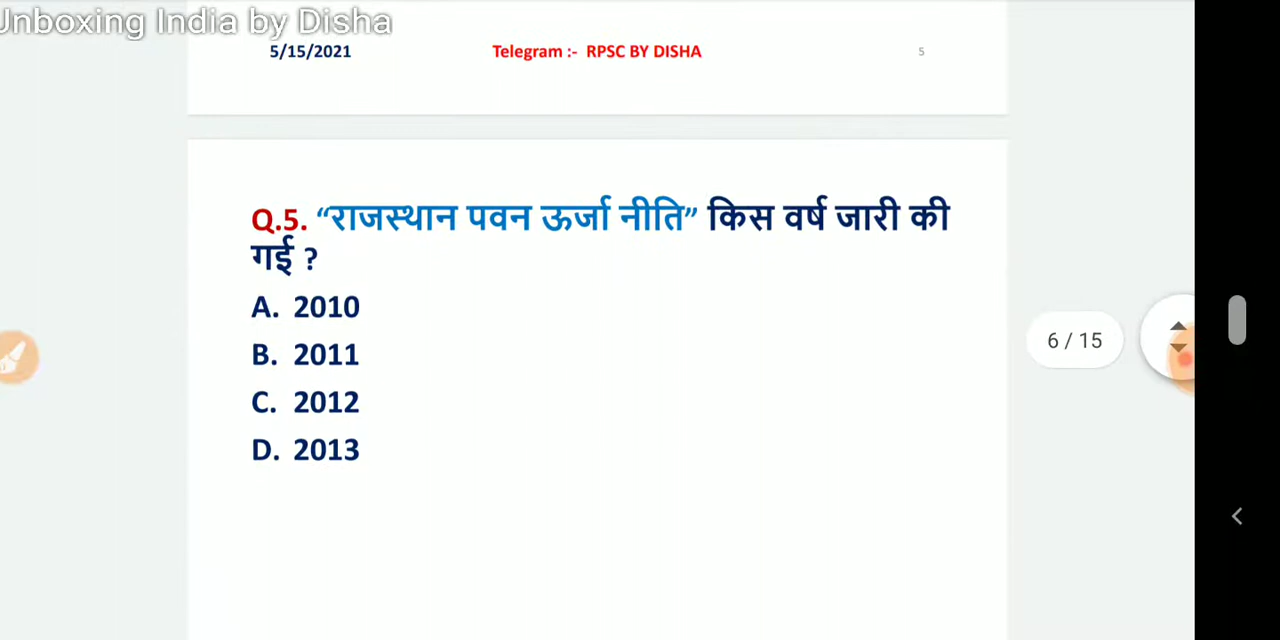 Unboxing India by Disha
5/15/2021 Telegram :- RPSC BY DISHA 5
Q.5. “राजस्थान पवन ऊर्जा नीति” किस वर्ष जारी की
गई ?
A. 2010
B. 2011
6 / 15
C. 2012
D. 2013